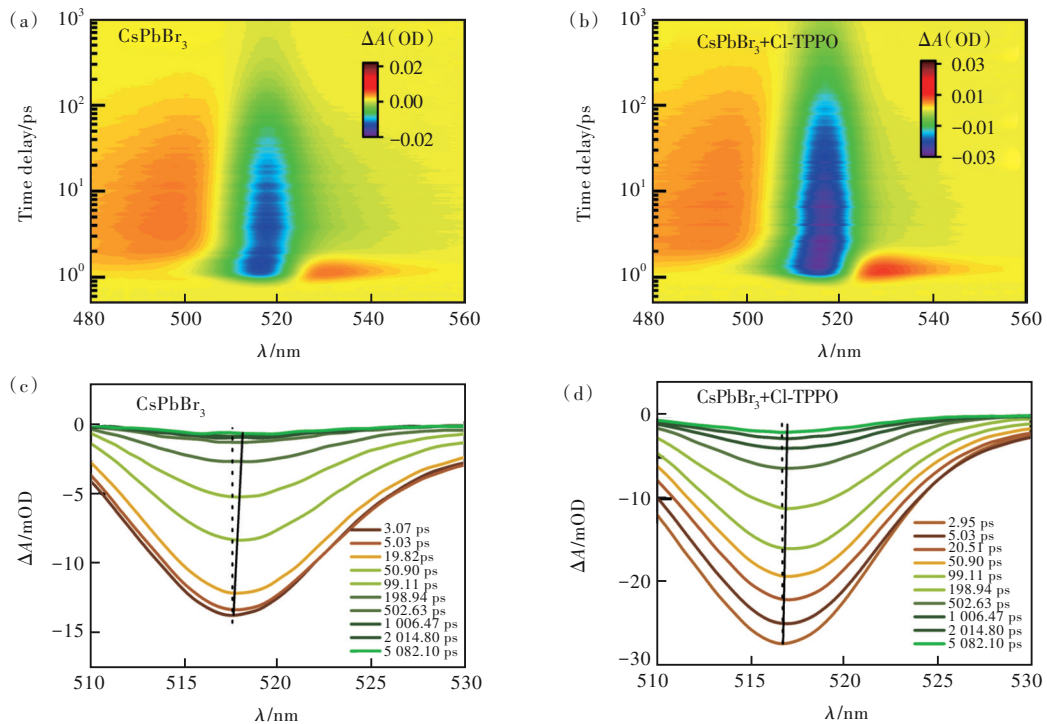 (a)
CsPbBr₃
ΔA(OD)
0.02
0.00
−0.02
10³
10²
10¹
10⁰
Time delay/ps
480 500 520 540 560
λ/nm
(b)
CsPbBr₃+Cl-TPPO
ΔA(OD)
0.03
0.01
−0.01
−0.03
10³
10²
10¹
10⁰
Time delay/ps
480 500 520 540 560
λ/nm
(c)
CsPbBr₃
0
−5
−10
−15
ΔA/mOD
3.07 ps
5.03 ps
19.82ps
50.90 ps
99.11 ps
198.94 ps
502.63 ps
1 006.47 ps
2 014.80 ps
5 082.10 ps
510 515 520 525 530
λ/nm
(d)
CsPbBr₃+Cl-TPPO
0
−10
−20
−30
ΔA/mOD
2.95 ps
5.03 ps
20.51 ps
50.90 ps
99.11 ps
198.94 ps
502.63 ps
1 006.47 ps
2 014.80 ps
5 082.10 ps
510 515 520 525 530
λ/nm